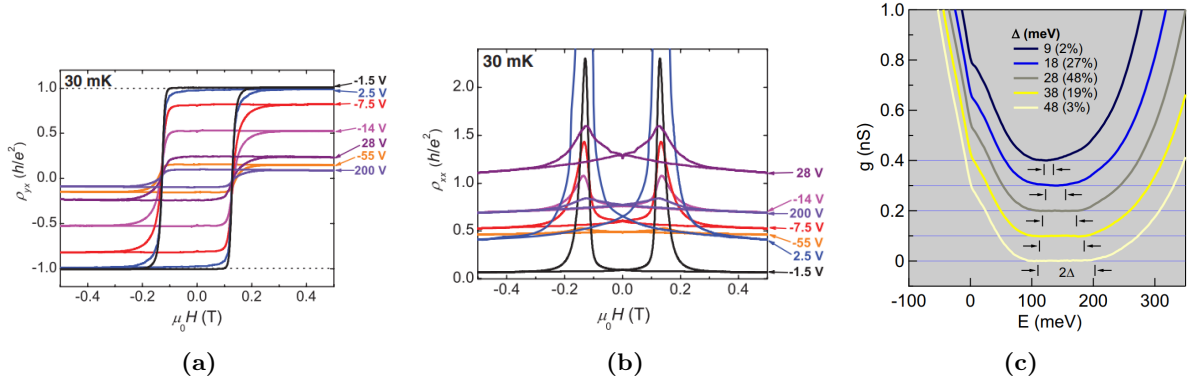 30 mK
1.0
0.5
0.0
-0.5
-1.0
ρyx (h/e²)
-0.4 -0.2 0.0 0.2 0.4
μ₀H (T)
-1.5 V
2.5 V
-7.5 V
-14 V
28 V
-55 V
200 V
(a)
30 mK
2.0
1.5
1.0
0.5
0.0
ρxx (h/e²)
-0.4 -0.2 0.0 0.2 0.4
μ₀H (T)
28 V
-14 V
200 V
-7.5 V
-55 V
2.5 V
-1.5 V
(b)
1.0
0.8
0.6
0.4
0.2
0
g (nS)
Δ (meV)
9 (2%)
18 (27%)
28 (48%)
38 (19%)
48 (3%)
2Δ
-100 0 100 200 300
E (meV)
(c)